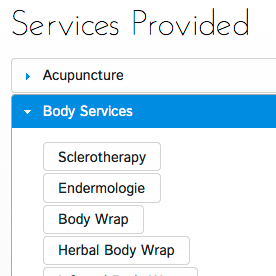 Services Provided
Acupuncture
Body Services
Sclerotherapy
Endermologie
Body Wrap
Herbal Body Wrap